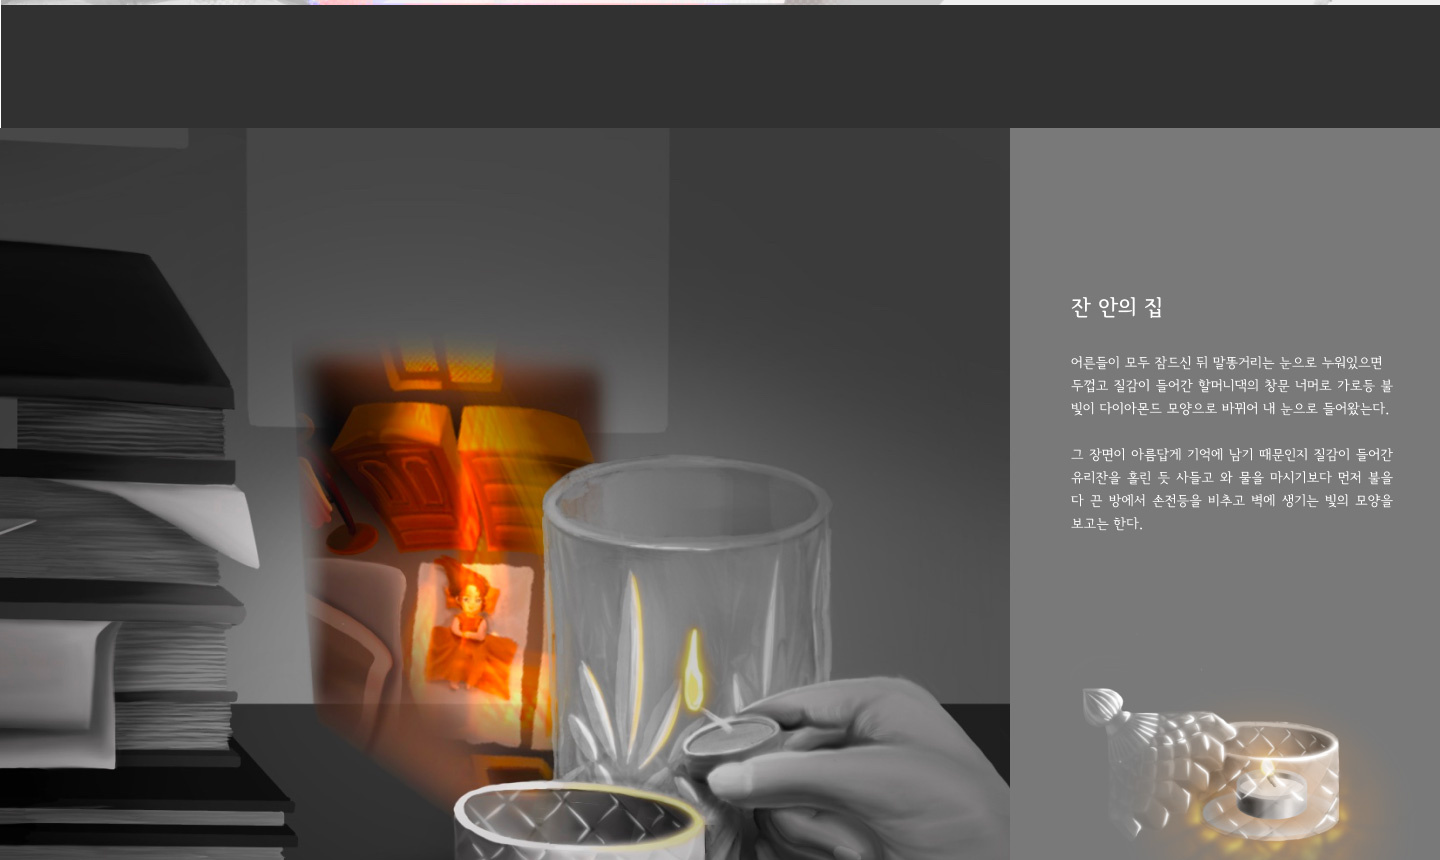 잔 안의 집
어른들이 모두 잠드신 뒤 말똥거리는 눈으로 누워있으면
두껍고 질감이 들어간 할머니댁의 창문 너머로 가로등 불
빛이 다이아몬드 모양으로 바뀌어 내 눈으로 들어왔는다.
그 장면이 아름답게 기억에 남기 때문인지 질감이 들어간
유리잔을 홀린 듯 사들고 와 물을 마시기보다 먼저 불을
다 끈 방에서 손전등을 비추고 벽에 생기는 빛의 모양을
보고는 한다.